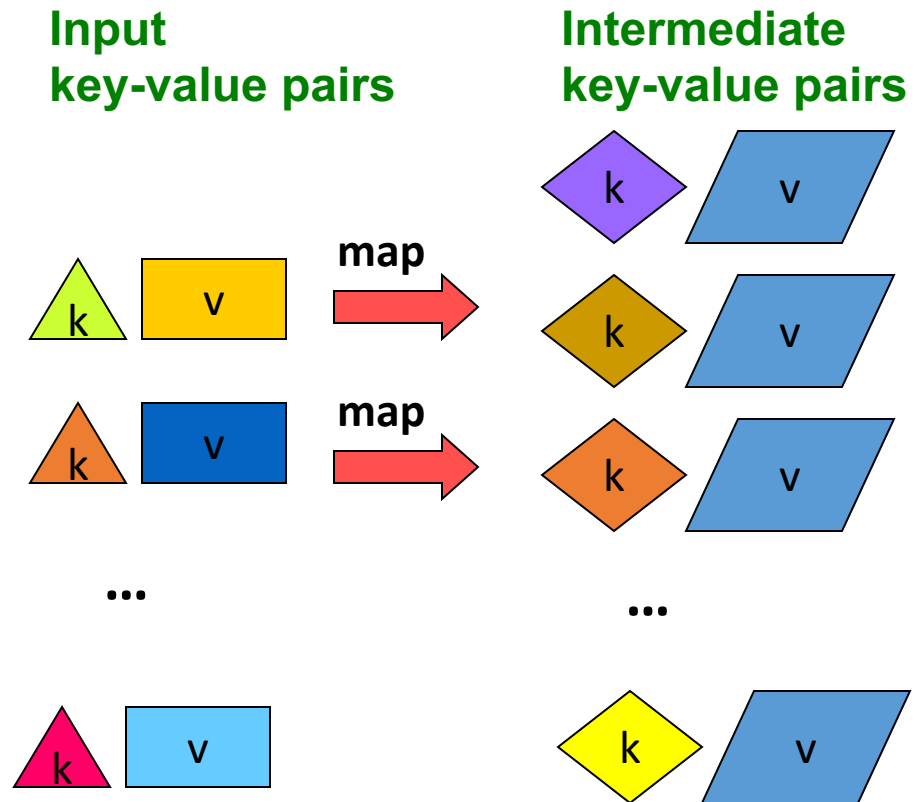 Input
key-value pairs
Intermediate
key-value pairs
k v
map
k v
k v
map
k v
k v
k v
...
...
k v
k v